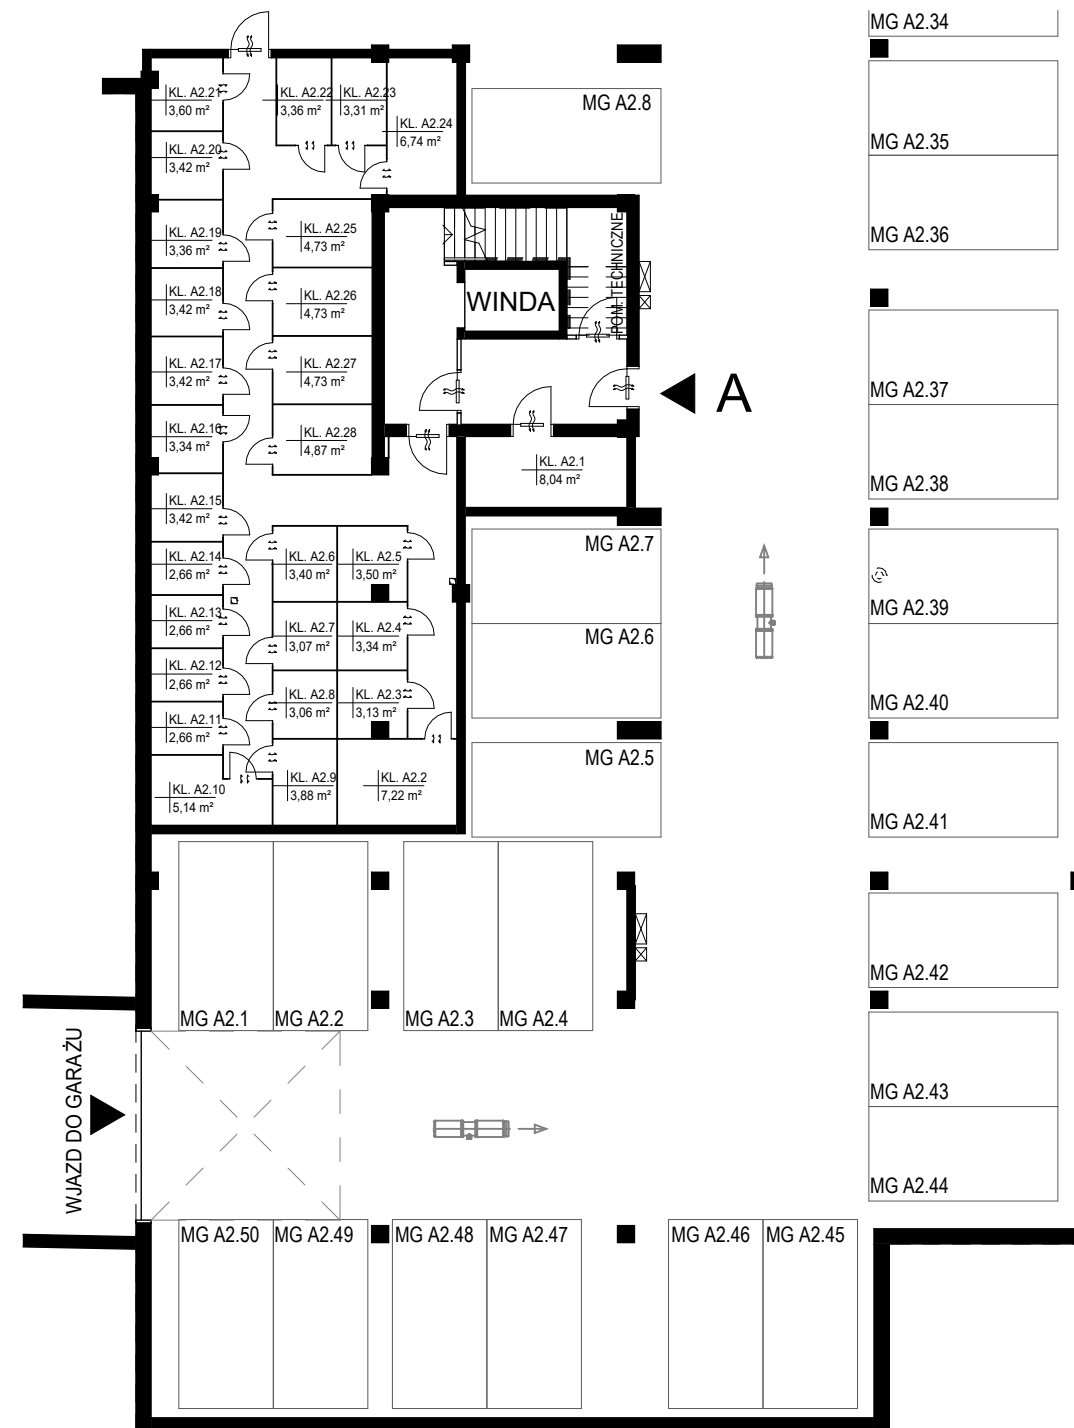 MG A2.34
KL. A2.21
3,60 m²
KL. A2.22
3,36 m²
KL. A2.23
3,31 m²
KL. A2.24
6,74 m²
MG A2.8
MG A2.35
KL. A2.20
3,42 m²
KL. A2.19
3,36 m²
KL. A2.25
4,73 m²
POM. TECHNICZNE
MG A2.36
KL. A2.18
3,42 m²
KL. A2.26
4,73 m²
WINDA
KL. A2.17
3,42 m²
KL. A2.27
4,73 m²
A
MG A2.37
KL. A2.16
3,34 m²
KL. A2.28
4,87 m²
KL. A2.1
8,04 m²
MG A2.38
KL. A2.15
3,42 m²
KL. A2.14
2,66 m²
KL. A2.6
3,40 m²
KL. A2.5
3,50 m²
MG A2.7
KL. A2.13
2,66 m²
KL. A2.7
3,07 m²
KL. A2.4
3,34 m²
MG A2.6
MG A2.39
KL. A2.12
2,66 m²
KL. A2.8
3,06 m²
KL. A2.3
3,13 m²
MG A2.40
KL. A2.11
2,66 m²
KL. A2.10
5,14 m²
KL. A2.9
3,88 m²
KL. A2.2
7,22 m²
MG A2.5
MG A2.41
MG A2.42
MG A2.1
MG A2.2
MG A2.3
MG A2.4
WJAZD DO GARAŻU
MG A2.43
MG A2.44
MG A2.50
MG A2.49
MG A2.48
MG A2.47
MG A2.46
MG A2.45